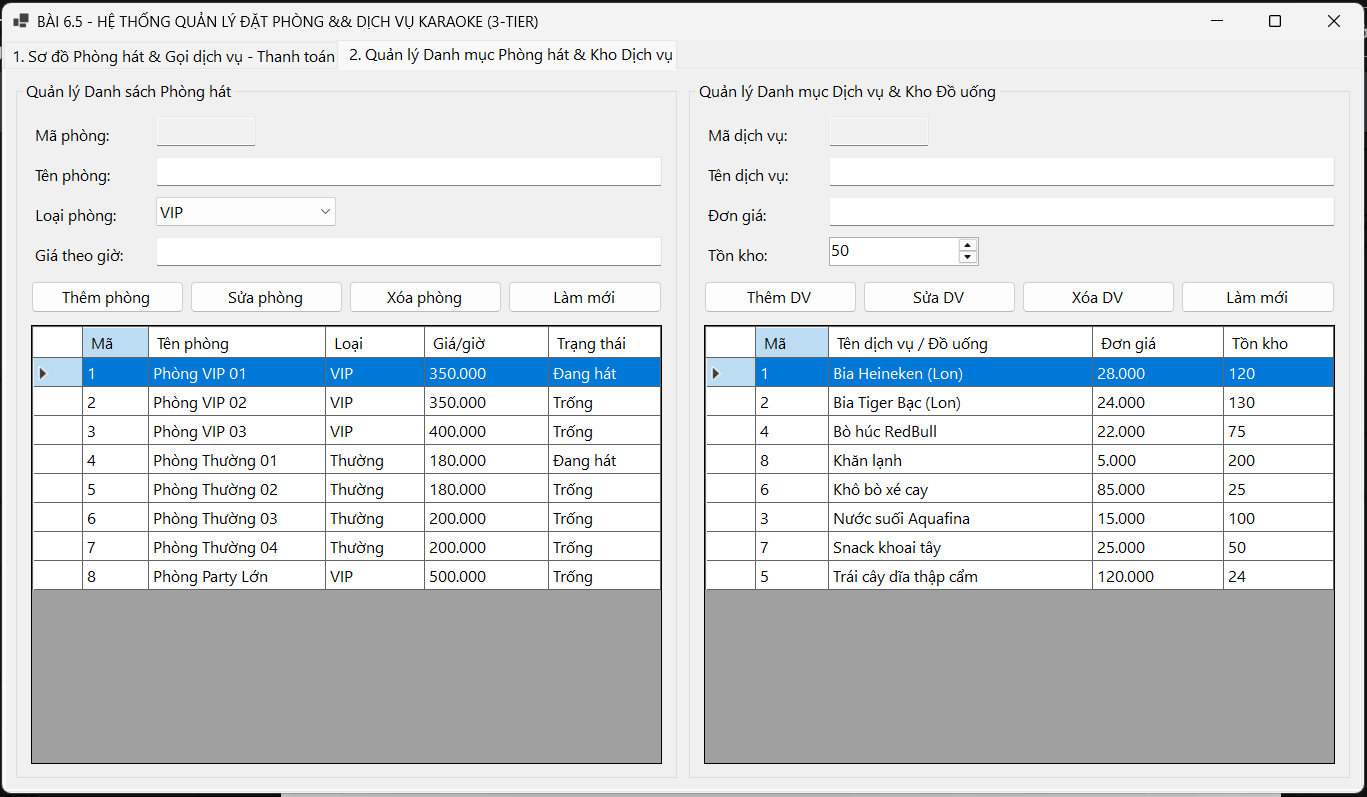 BÀI 6.5 - HỆ THỐNG QUẢN LÝ ĐẶT PHÒNG && DỊCH VỤ KARAOKE (3-TIER)
1. Sơ đồ Phòng hát & Gọi dịch vụ - Thanh toán 2. Quản lý Danh mục Phòng hát & Kho Dịch vụ
Quản lý Danh sách Phòng hát
Mã phòng:
Tên phòng:
Loại phòng: VIP
Giá theo giờ:
Thêm phòng Sửa phòng Xóa phòng Làm mới
Mã Tên phòng Loại Giá/giờ Trạng thái
1 Phòng VIP 01 VIP 350.000 Đang hát
2 Phòng VIP 02 VIP 350.000 Trống
3 Phòng VIP 03 VIP 400.000 Trống
4 Phòng Thường 01 Thường 180.000 Đang hát
5 Phòng Thường 02 Thường 180.000 Trống
6 Phòng Thường 03 Thường 200.000 Trống
7 Phòng Thường 04 Thường 200.000 Trống
8 Phòng Party Lớn VIP 500.000 Trống
Quản lý Danh mục Dịch vụ & Kho Đồ uống
Mã dịch vụ:
Tên dịch vụ:
Đơn giá:
Tồn kho: 50
Thêm DV Sửa DV Xóa DV Làm mới
Mã Tên dịch vụ / Đồ uống Đơn giá Tồn kho
1 Bia Heineken (Lon) 28.000 120
2 Bia Tiger Bạc (Lon) 24.000 130
4 Bò húc RedBull 22.000 75
8 Khăn lạnh 5.000 200
6 Khô bò xé cay 85.000 25
3 Nước suối Aquafina 15.000 100
7 Snack khoai tây 25.000 50
5 Trái cây dĩa thập cẩm 120.000 24